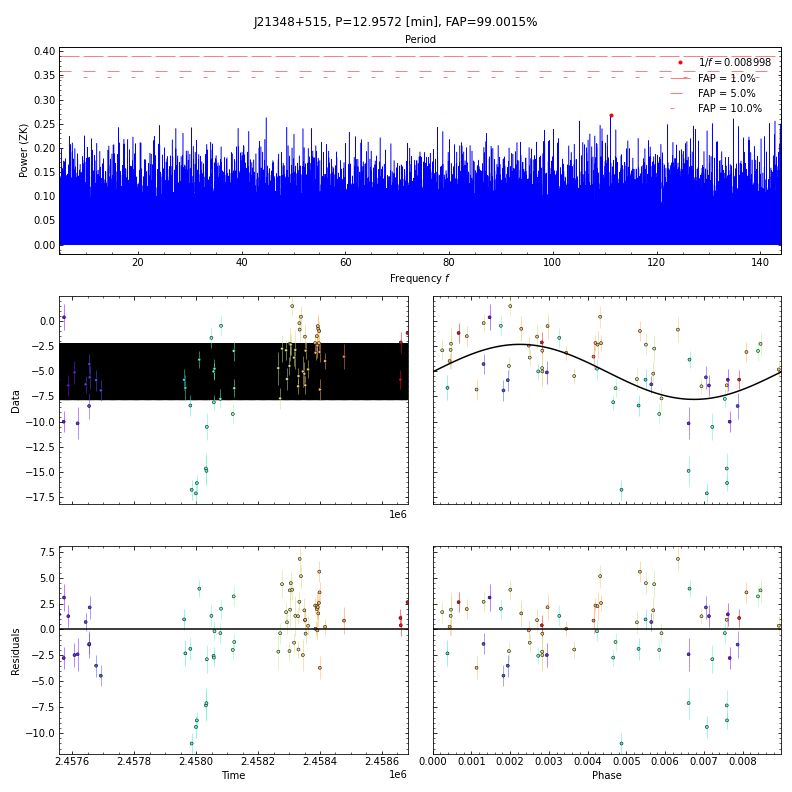 J21348+515, P=12.9572 [min], FAP=99.0015%
Period
Power (ZK)
0.40
0.35
0.30
0.25
0.20
0.15
0.10
0.05
0.00
1/f = 0.008998
FAP = 1.0%
FAP = 5.0%
FAP = 10.0%
20 40 60 80 100 120 140
Frequency f
Data
0.0
−2.5
−5.0
−7.5
−10.0
−12.5
−15.0
−17.5
1e6
Residuals
7.5
5.0
2.5
0.0
−2.5
−5.0
−7.5
−10.0
2.4576 2.4578 2.4580 2.4582 2.4584 2.4586
1e6
Time
0.000 0.001 0.002 0.003 0.004 0.005 0.006 0.007 0.008
Phase